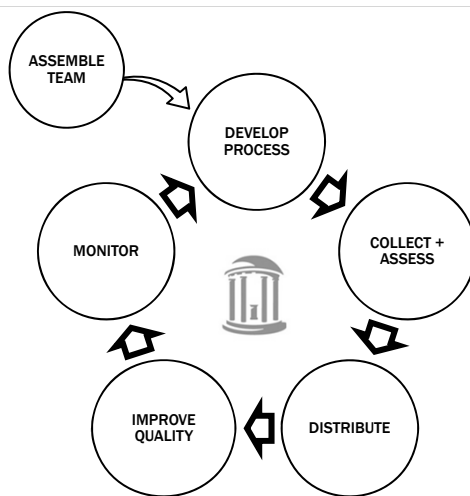 ASSEMBLE
TEAM
DEVELOP
PROCESS
COLLECT +
ASSESS
DISTRIBUTE
IMPROVE
QUALITY
MONITOR